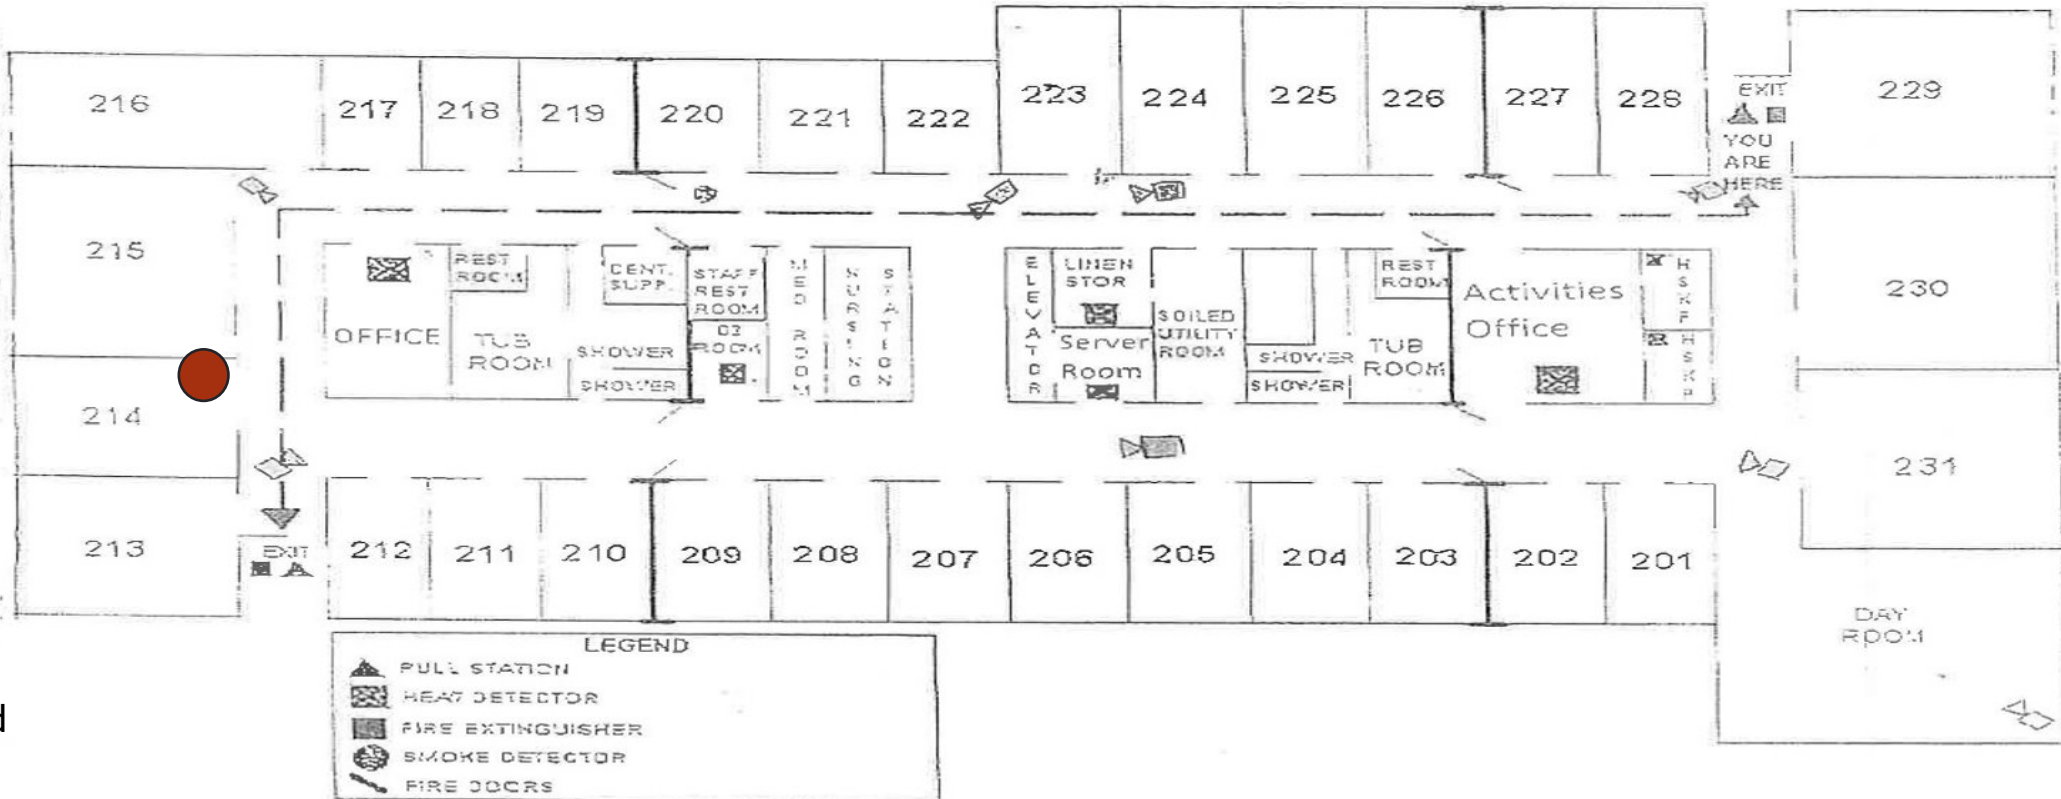 216
217
218
219
220
221
222
223
224
225
226
227
228
EXIT
YOU
ARE
HERE
229
215
REST
ROOM
OFFICE
TUB
ROOM
CENT.
SUPP.
SHOWER
SHOWER
STAFF
REST
ROOM
O2
ROOM
MED ROOM
NURSING
STATION
ELEVATOR
LINEN
STOR
Server
Room
SOILED
UTILITY
ROOM
SHOWER
SHOWER
REST
ROOM
TUB
ROOM
Activities
Office
HSKP
HSKP
230
214
231
213
EXIT
212
211
210
209
208
207
206
205
204
203
202
201
DAY
ROOM
LEGEND
PULL STATION
HEAT DETECTOR
FIRE EXTINGUISHER
SMOKE DETECTOR
FIRE DOORS